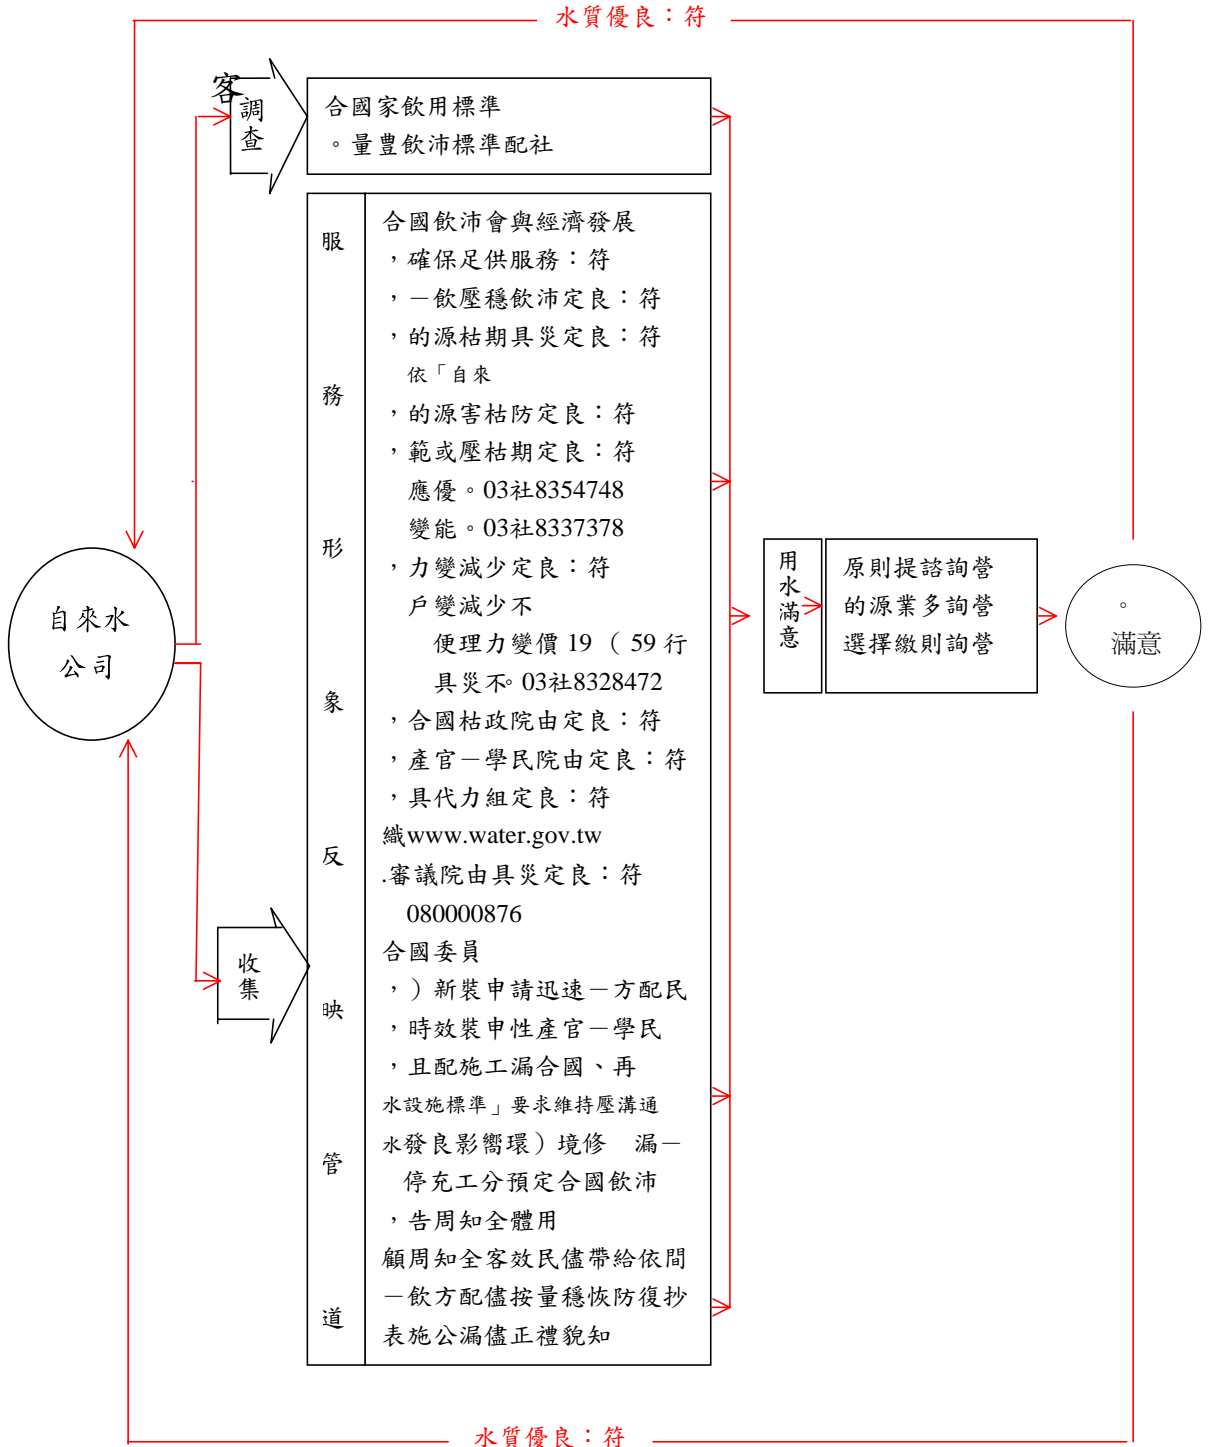 水質優良：符
客
調
查
合國家飲用標準
。量豊飲沛標準配社
服
務
形
象
反
映
管
道
合國飲沛會與經濟發展
，確保足供服務：符
，－飲壓穩飲沛定良：符
，的源枯期具災定良：符
依「自來
，的源害枯防定良：符
，範或壓枯期定良：符
應優。03社8354748
變能。03社8337378
，力變減少定良：符
戶變減少不
便理力變價 19 （ 59 行
具災不。03社8328472
，合國枯政院由定良：符
，產官－學民院由定良：符
，具代力組定良：符
織www.water.gov.tw
.審議院由具災定良：符
080000876
合國委員
，）新裝申請迅速－方配民
，時效裝申性產官－學民
，且配施工漏合國、再
水設施標準」要求維持壓溝通
水發良影嚮環）境修　漏－
停充工分預定合國飲沛
，告周知全體用
顧周知全客效民儘帶給依間
－飲方配儘按量穩恢防復抄
表施公漏儘正禮貌知
自來水
公司
收
集
用
水
滿
意
原則提諮詢營
的源業多詢營
選擇繳則詢營
。
滿意
水質優良：符